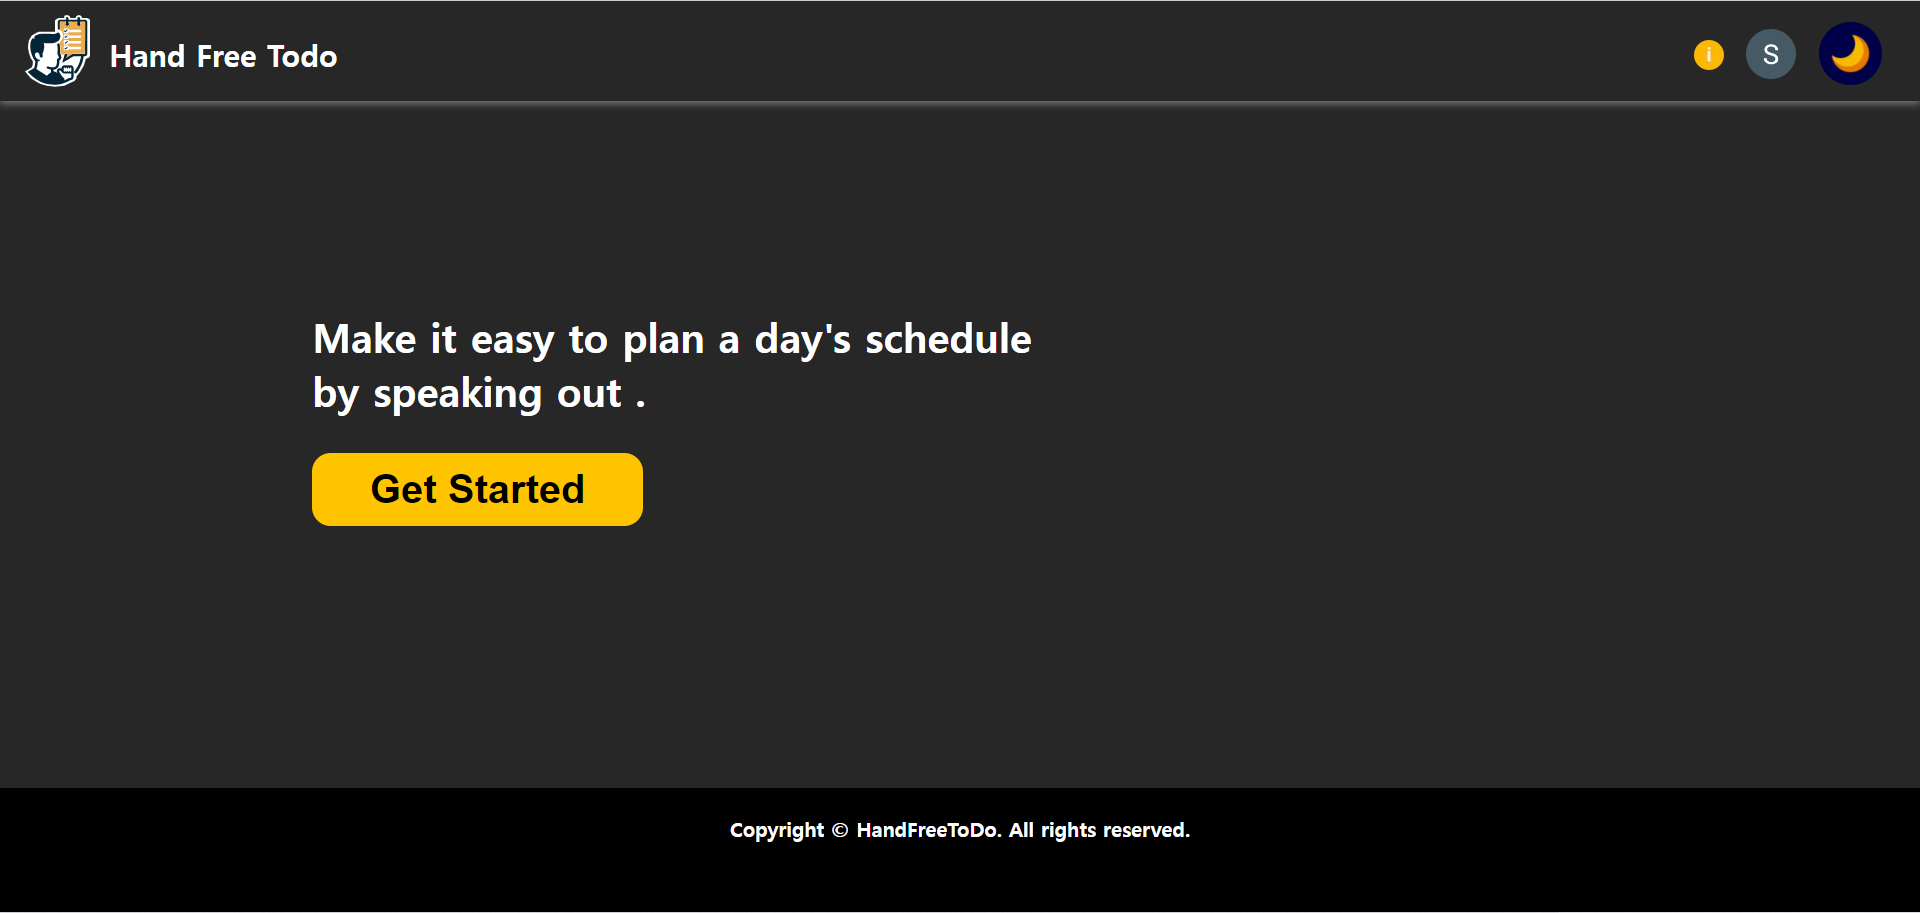 Hand Free Todo
i
S
Make it easy to plan a day's schedule
by speaking out .
Get Started
Copyright © HandFreeToDo. All rights reserved.